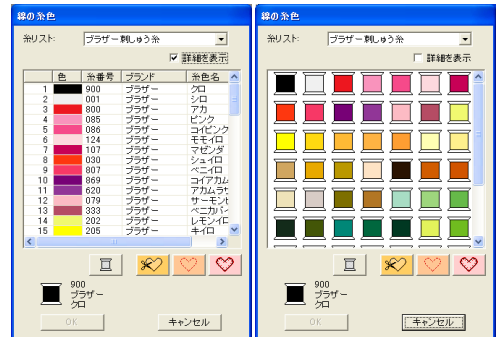 線の糸色
糸リスト:
ブラザー刺しゅう糸
詳細を表示
色 糸番号 ブランド 糸色名
1 900 ブラザー クロ
2 001 ブラザー シロ
3 800 ブラザー アカ
4 085 ブラザー ピンク
5 086 ブラザー コイピンク
6 124 ブラザー モモイロ
7 107 ブラザー マゼンダ
8 030 ブラザー シュイロ
9 807 ブラザー ベニイロ
10 869 ブラザー コイアカム
11 620 ブラザー アカムラサ
12 079 ブラザー サーモンピ
13 333 ブラザー ベニカバイ
14 202 ブラザー レモンイロ
15 205 ブラザー キイロ
900
ブラザー
クロ
OK
キャンセル
線の糸色
糸リスト:
ブラザー刺しゅう糸
詳細を表示
900
ブラザー
クロ
OK
キャンセル